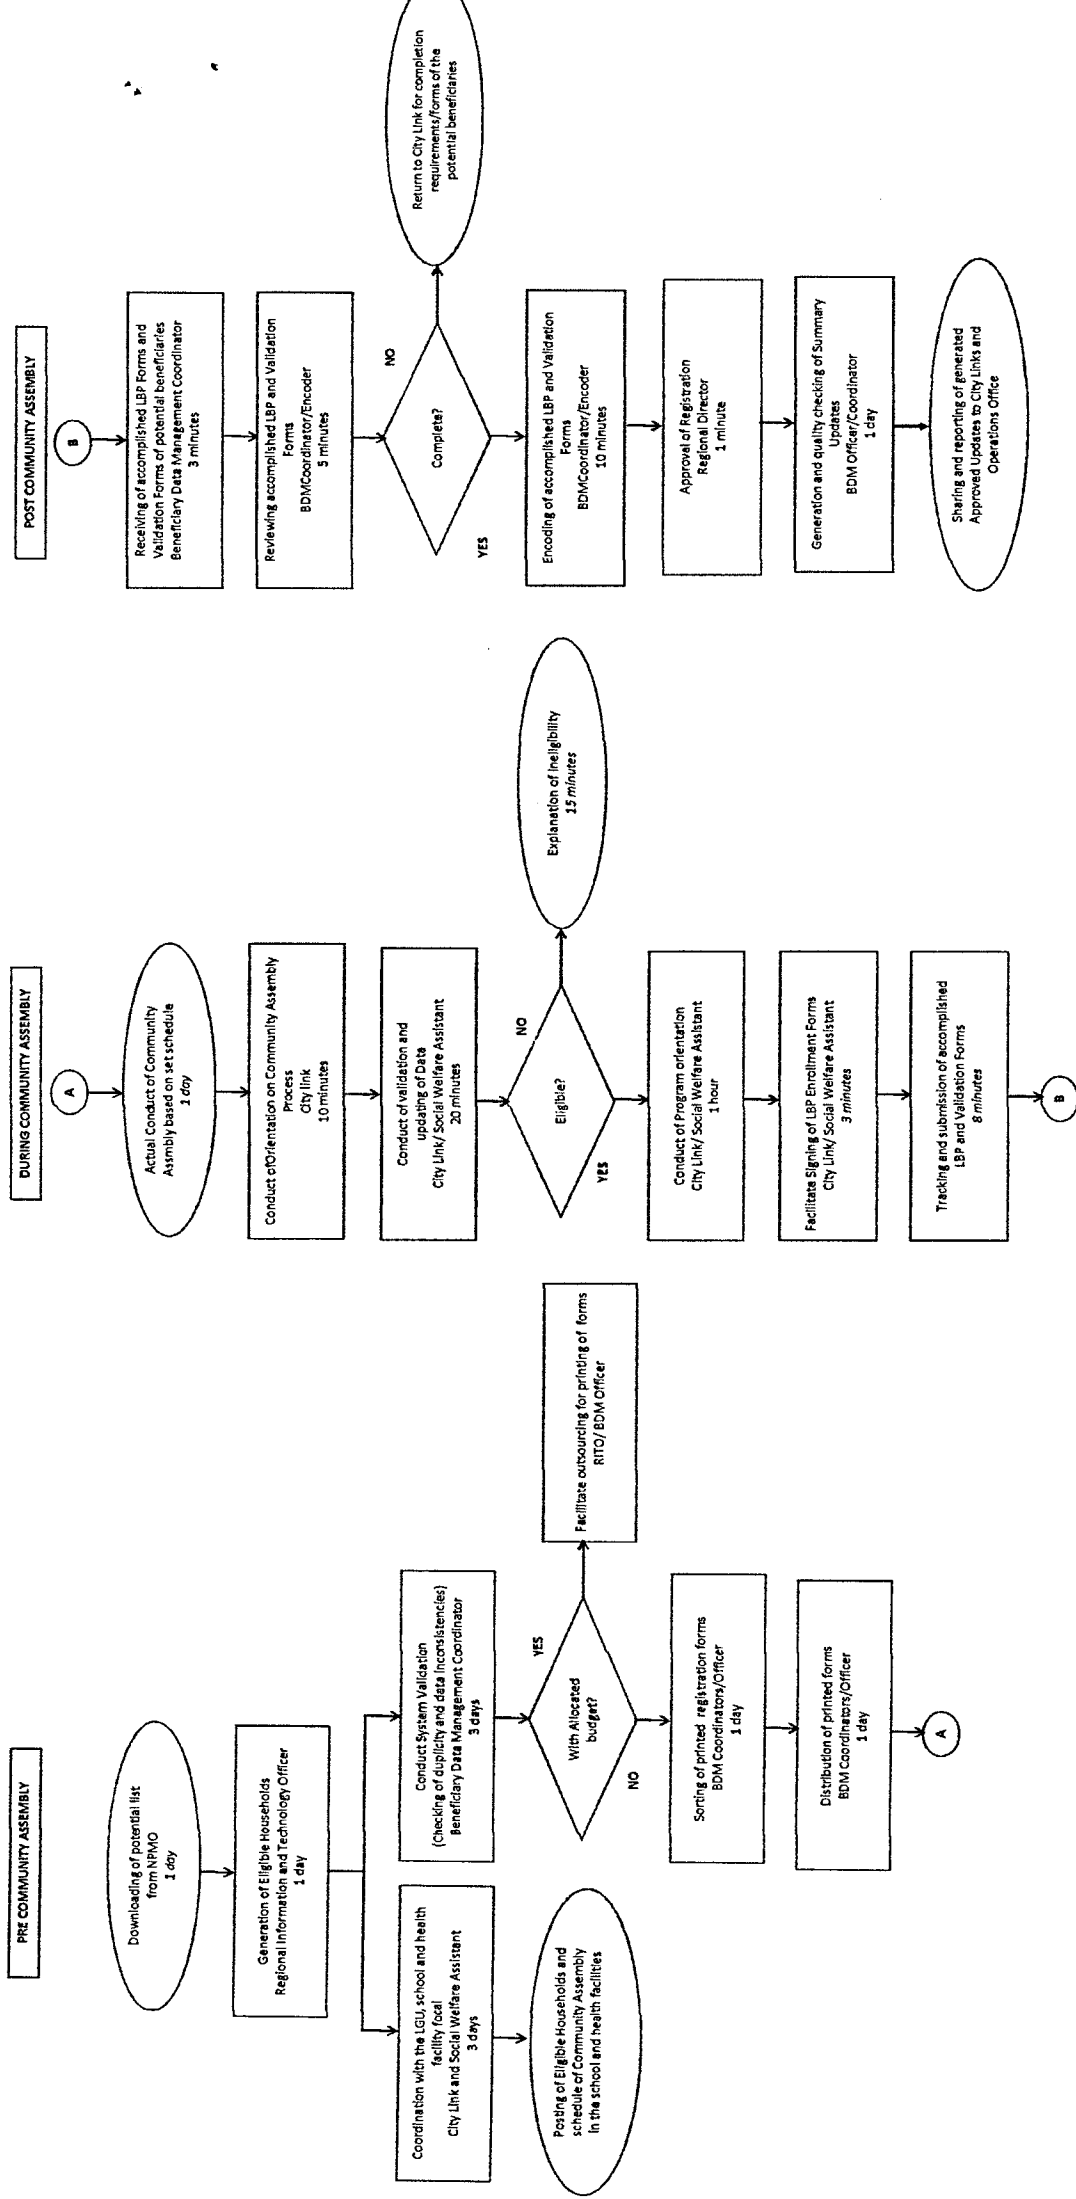 PRE COMMUNITY ASSEMBLY
Downloading of potential list
from NPMO
1 day
Generation of Eligible Households
Regional Information and Technology Officer
1 day
Coordination with the LGU, school and health
facility focal
City Link and Social Welfare Assistant
3 days
Posting of Eligible Households and
schedule of Community Assembly
in the school and health facilities
Conduct System Validation
(Checking of duplicity and data inconsistencies)
Beneficiary Data Management Coordinator
3 days
With Allocated
budget?
YES
Facilitate outsourcing for printing of forms
RITO/ BDM Officer
NO
Sorting of printed registration forms
BDM Coordinators/Officer
1 day
Distribution of printed forms
BDM Coordinators/Officer
1 day
A
DURING COMMUNITY ASSEMBLY
A
Actual Conduct of Community
Assmbly based on set schedule
1 day
Conduct ofOrientation on Community Assembly
Process
City link
10 minutes
Conduct of validation and
updating of Data
City Link/ Social Welfare Assistant
20 minutes
Eligible?
NO
Explanation of Ineligibility
15 minutes
YES
Conduct of Program orientation
City Link/ Social Welfare Assistant
1 hour
Facilitate Signing of LBP Enrollment Forms
City Link/ Social Welfare Assistant
3 minutes
Tracking and submission of accomplished
LBP and Validation Forms
8 minutes
B
POST COMMUNITY ASSEMBLY
B
Receiving of accomplished LBP Forms and
Validation Forms of potential beneficiaries
Beneficiary Data Management Coordinator
3 minutes
Reviewing accomplished LBP and Validation
Forms
BDMCoordinator/Encoder
5 minutes
Complete?
NO
Return to City Link for completion
requirements/forms of the
potential beneficiaries
YES
Encoding of accomplished LBP and Validation
Forms
BDMCoordinator/Encoder
10 minutes
Approval of Registration
Regional Director
1 minute
Generation and quality checking of Summary
Updates
BDM Officer/Coordinator
1 day
Sharing and reporting of generated
Approved Updates to City Links and
Operations Office